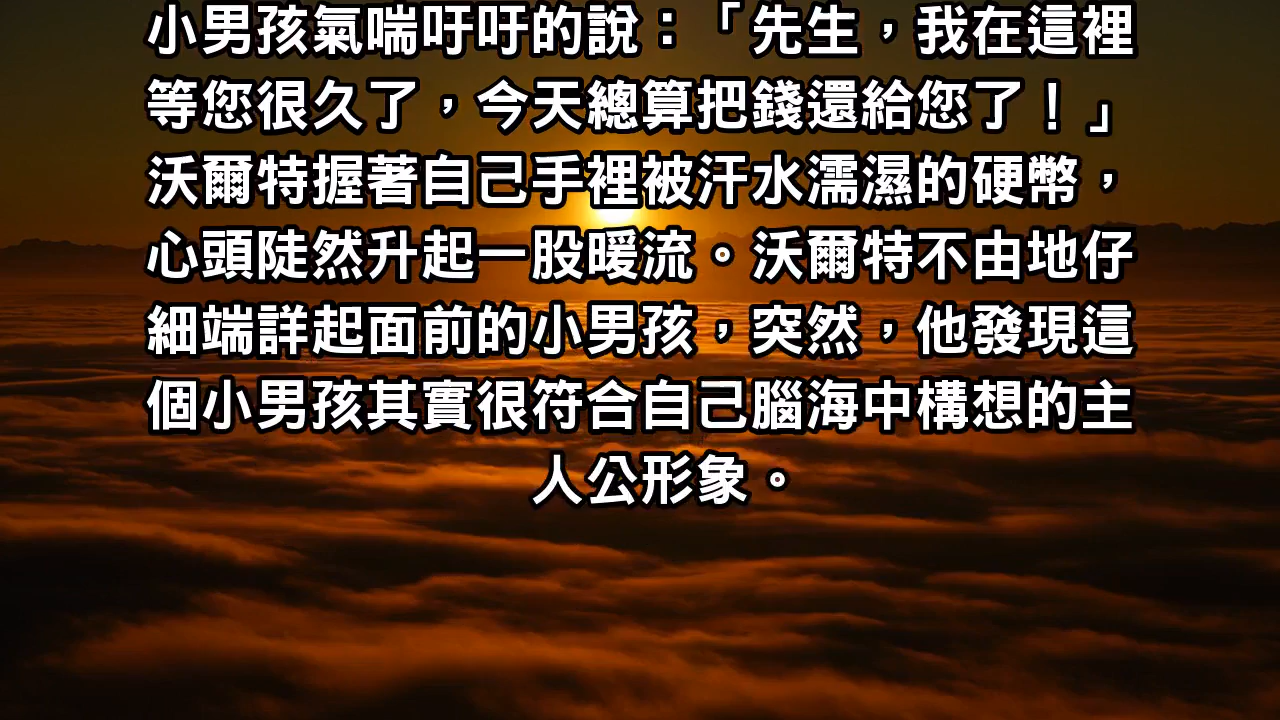 小男孩氣喘吁吁的說：「先生，我在這裡
等您很久了，今天總算把錢還給您了！」
沃爾特握著自己手裡被汗水濡濕的硬幣，
心頭陡然升起一股暖流。沃爾特不由地仔
細端詳起面前的小男孩，突然，他發現這
個小男孩其實很符合自己腦海中構想的主
人公形象。